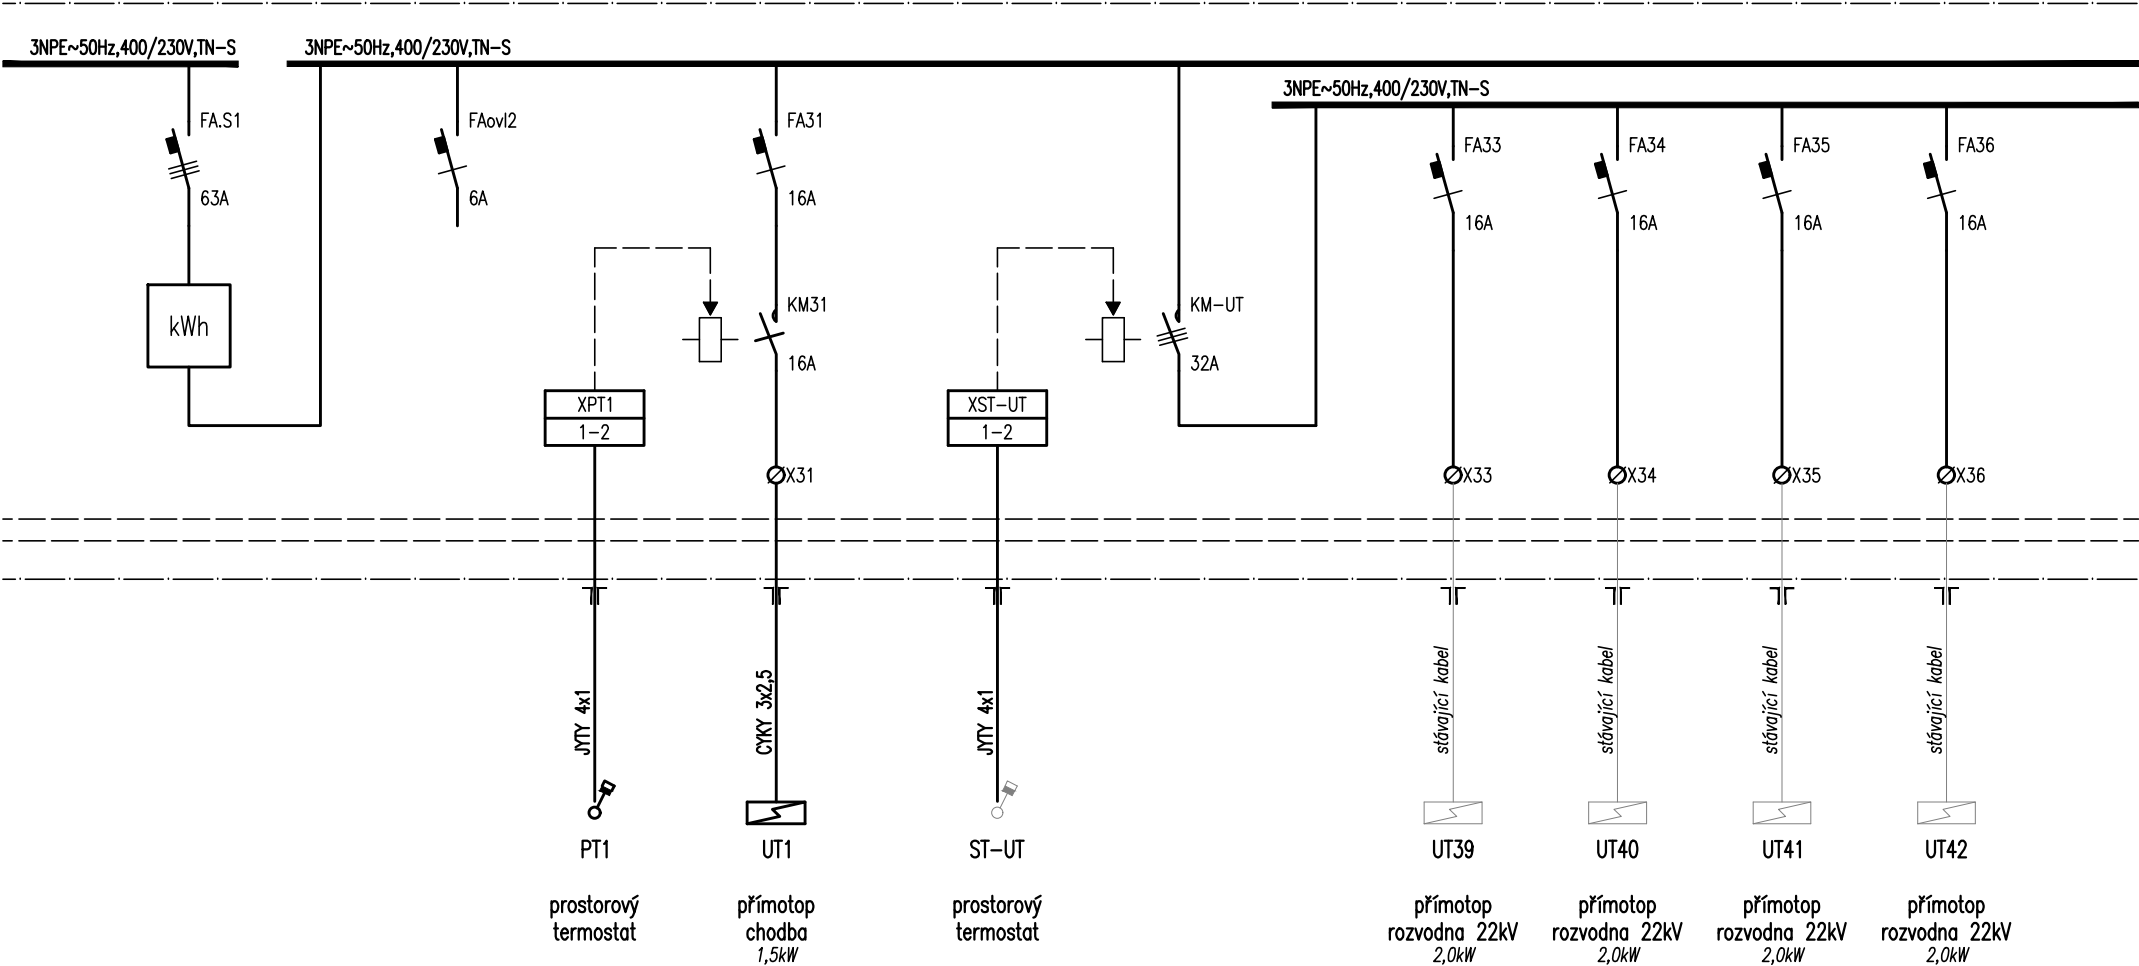 3NPE~50Hz,400/230V,TN-S
3NPE~50Hz,400/230V,TN-S
3NPE~50Hz,400/230V,TN-S
FA.S1
63A
kWh
FAovl2
6A
FA31
16A
KM31
16A
XPT1
1-2
X31
KM-UT
32A
XST-UT
1-2
FA33
16A
FA34
16A
FA35
16A
FA36
16A
X33
X34
X35
X36
JYTY 4x1
CYKY 3x2,5
JYTY 4x1
stávající kabel
stávající kabel
stávající kabel
stávající kabel
PT1
prostorový
termostat
UT1
přímotop
chodba
1,5kW
ST-UT
prostorový
termostat
UT39
přímotop
rozvodna 22kV
2,0kW
UT40
přímotop
rozvodna 22kV
2,0kW
UT41
přímotop
rozvodna 22kV
2,0kW
UT42
přímotop
rozvodna 22kV
2,0kW